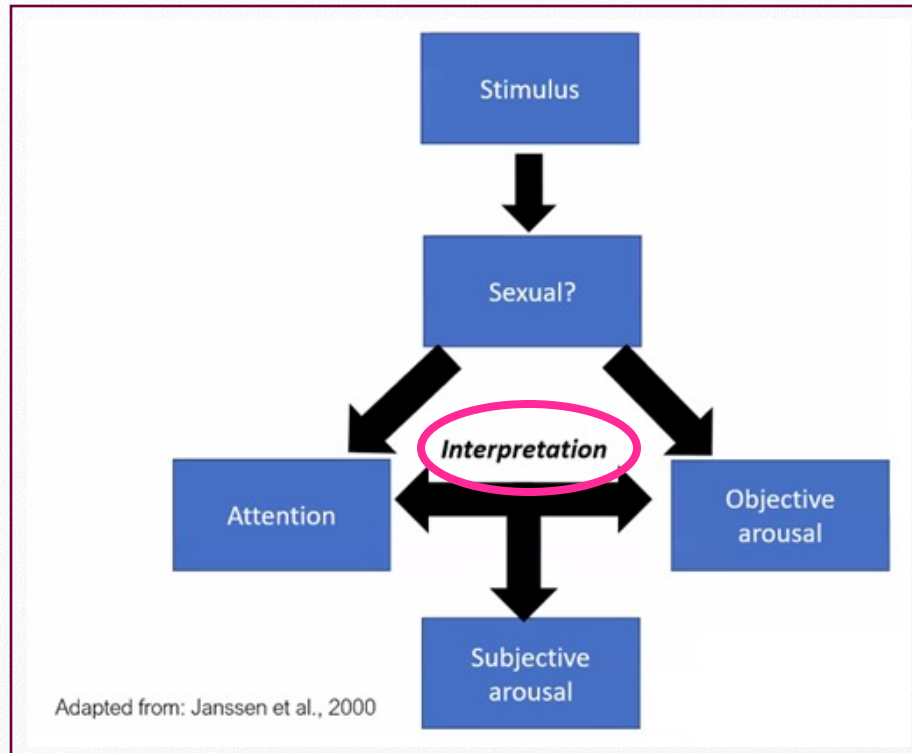 Stimulus
Sexual?
Interpretation
Attention
Objective
arousal
Subjective
arousal
Adapted from: Janssen et al., 2000